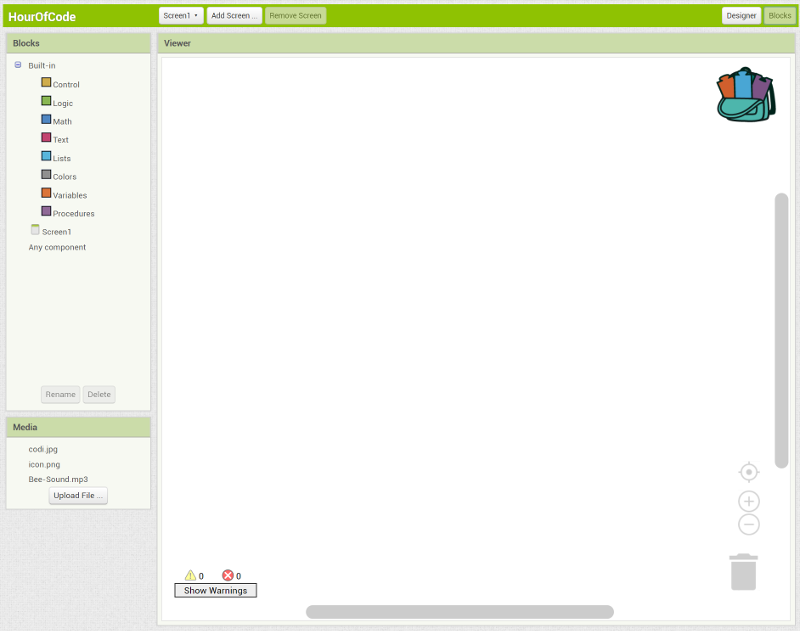 HourOfCode
Screen1 Add Screen ... Remove Screen
Designer Blocks
Blocks
Built-in
Control
Logic
Math
Text
Lists
Colors
Variables
Procedures
Screen1
Any component
Rename Delete
Media
codi.jpg
icon.png
Bee-Sound.mp3
Upload File ...
Viewer
0 0
Show Warnings